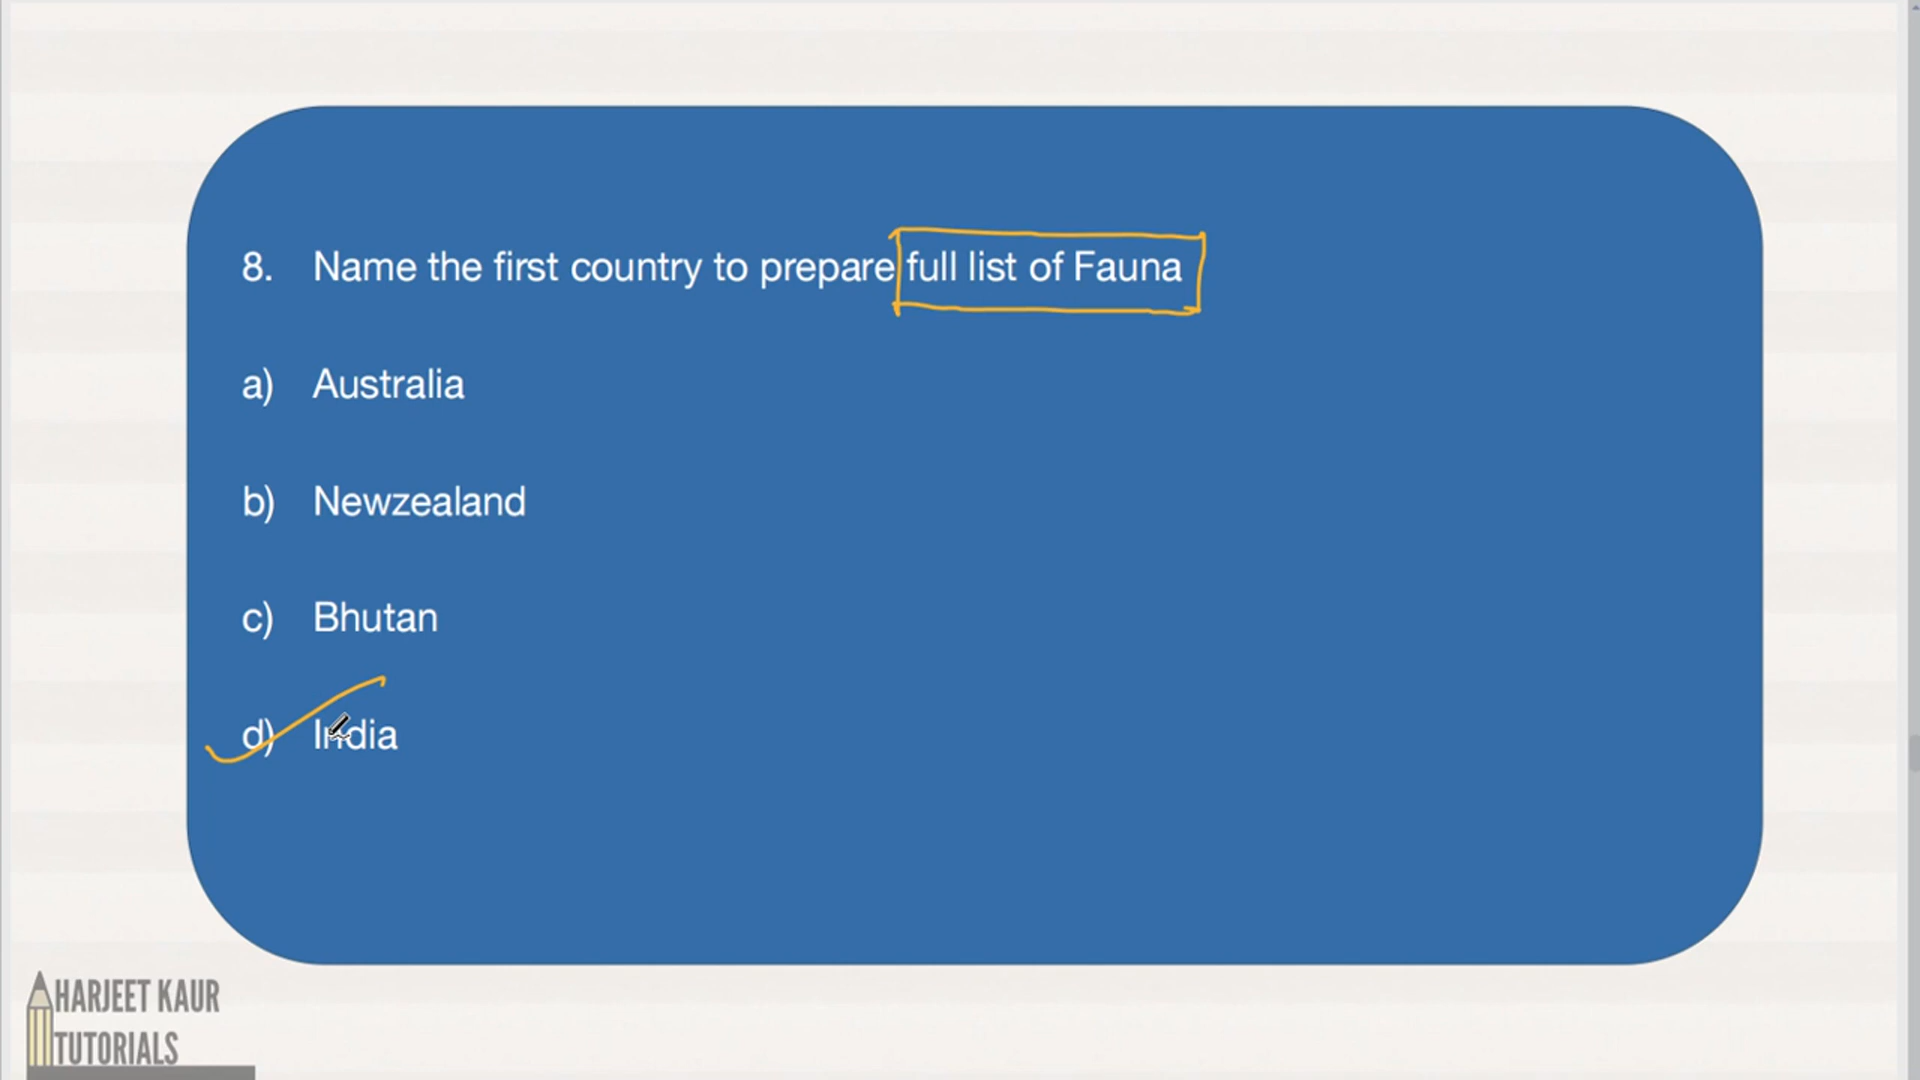 8. Name the first country to prepare full list of Fauna
a) Australia
b) Newzealand
c) Bhutan
d) India
HARJEET KAUR
TUTORIALS